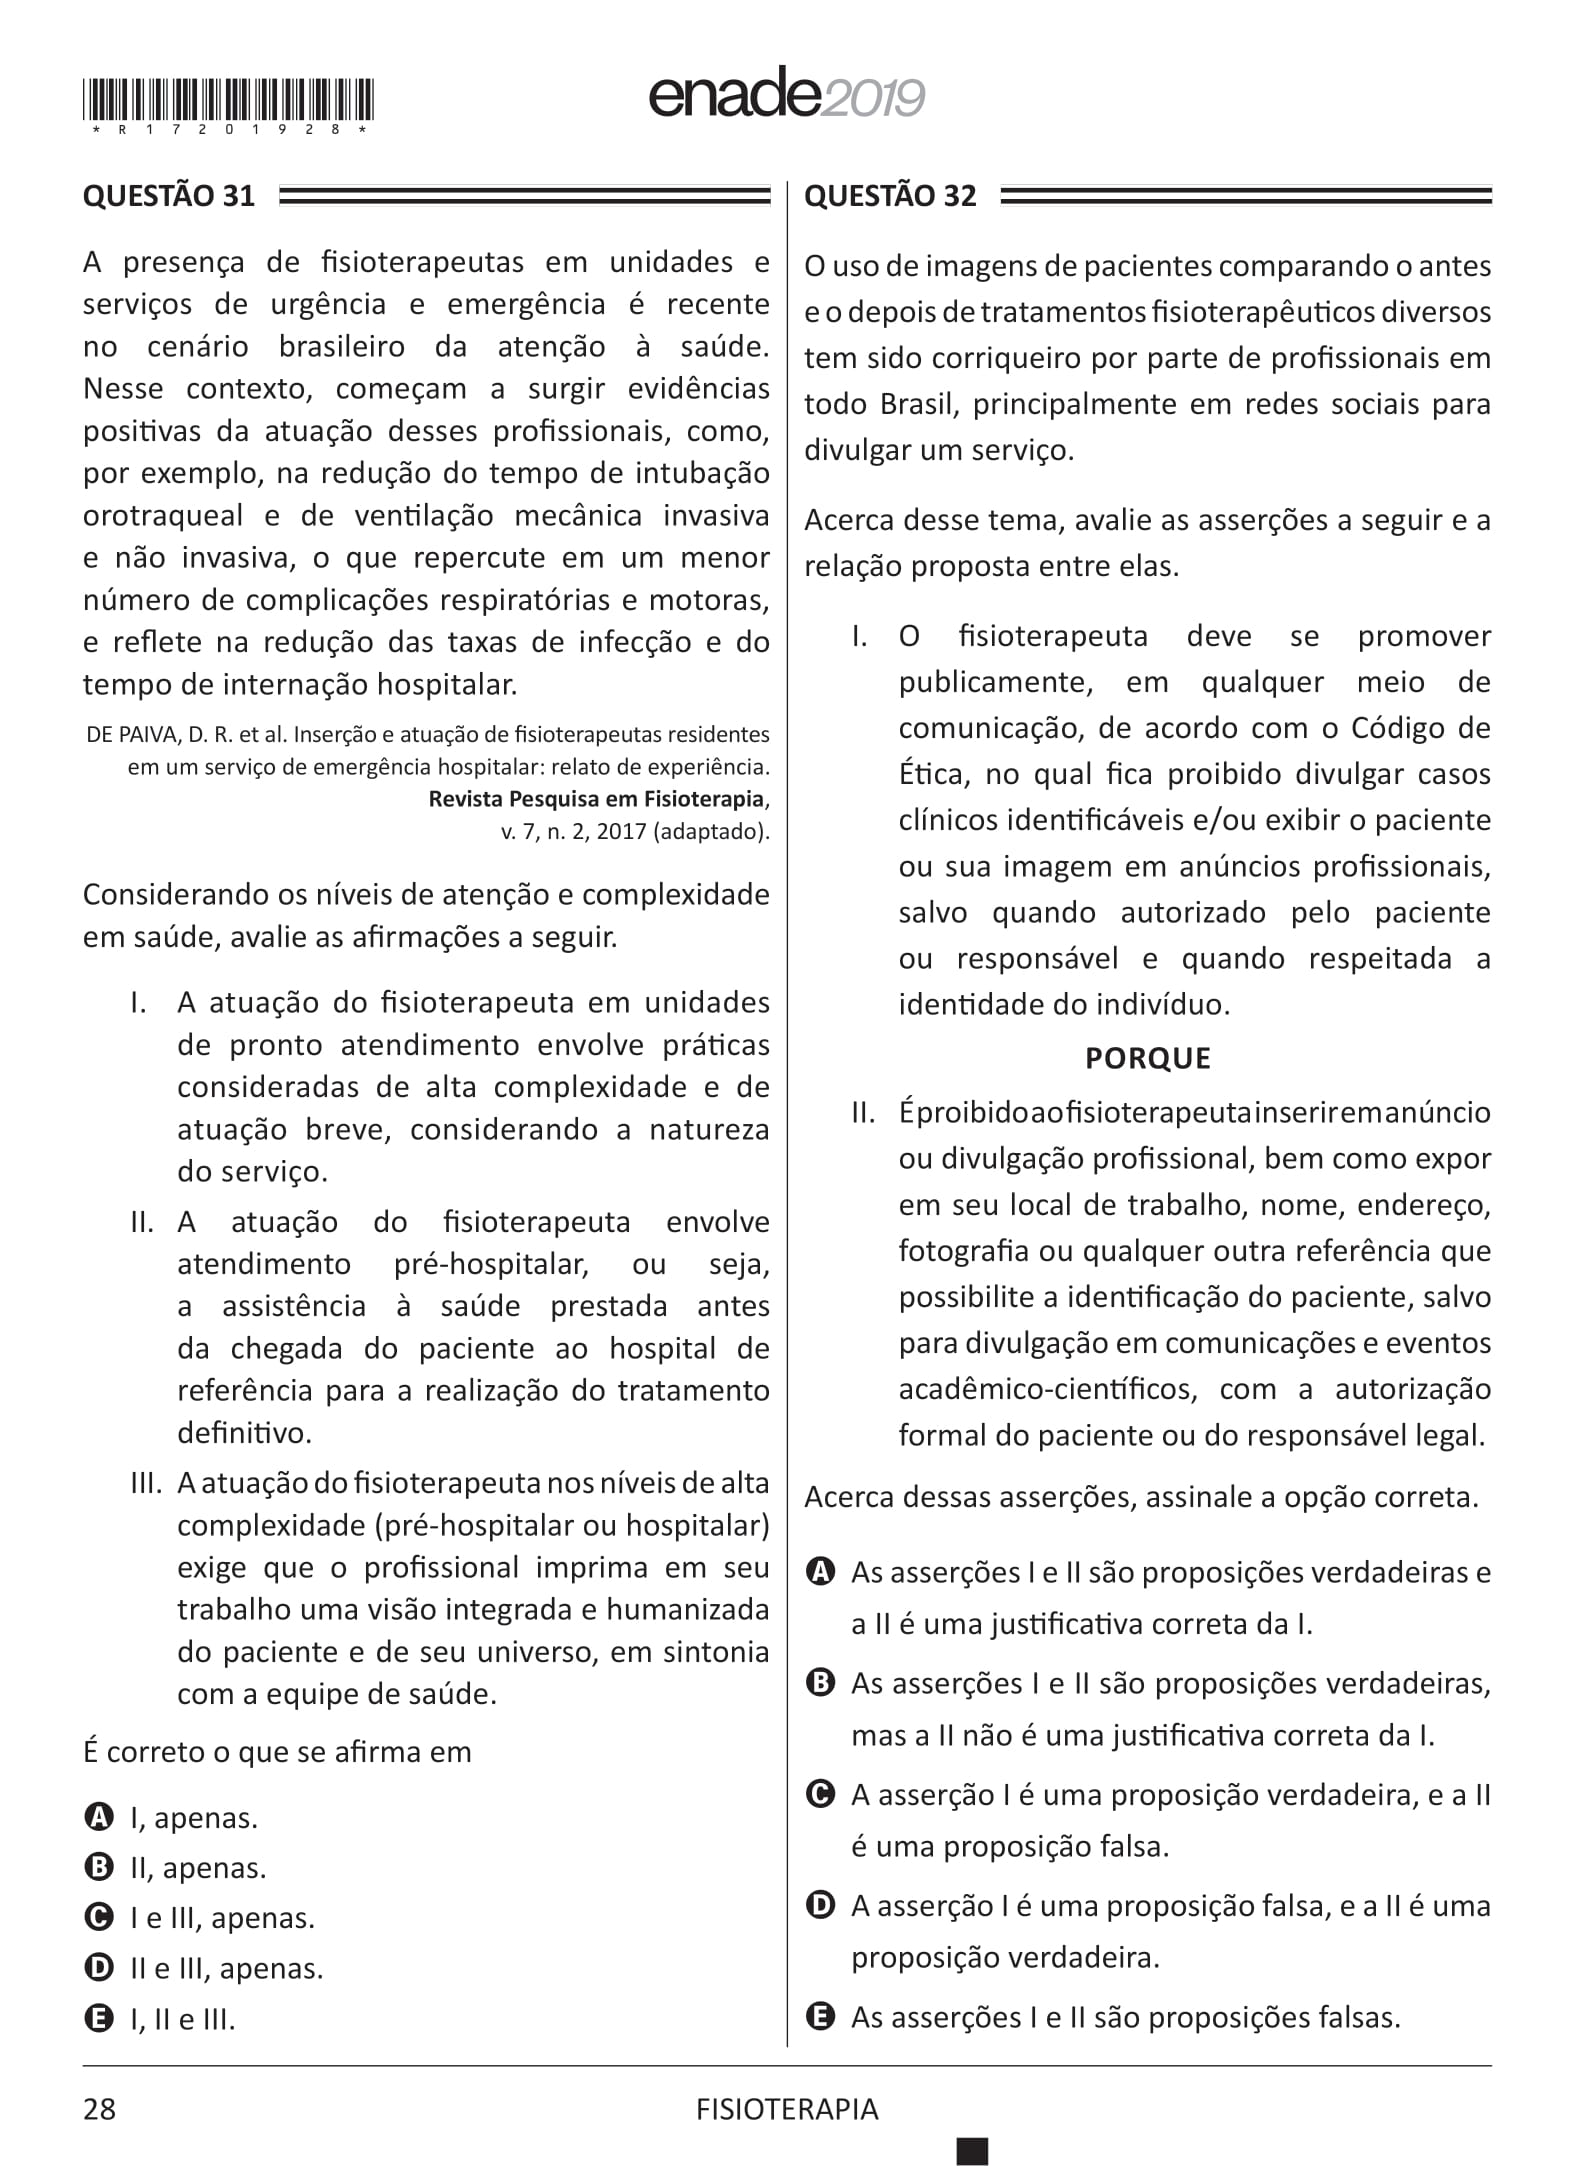 *R17201928*
enade2019
QUESTÃO 31
A presença de fisioterapeutas em unidades e
serviços de urgência e emergência é recente
no cenário brasileiro da atenção à saúde.
Nesse contexto, começam a surgir evidências
positivas da atuação desses profissionais, como,
por exemplo, na redução do tempo de intubação
orotraqueal e de ventilação mecânica invasiva
e não invasiva, o que repercute em um menor
número de complicações respiratórias e motoras,
e reflete na redução das taxas de infecção e do
tempo de internação hospitalar.
DE PAIVA, D. R. et al. Inserção e atuação de fisioterapeutas residentes
em um serviço de emergência hospitalar: relato de experiência.
Revista Pesquisa em Fisioterapia,
v. 7, n. 2, 2017 (adaptado).
Considerando os níveis de atenção e complexidade
em saúde, avalie as afirmações a seguir.
I. A atuação do fisioterapeuta em unidades
de pronto atendimento envolve práticas
consideradas de alta complexidade e de
atuação breve, considerando a natureza
do serviço.
II. A atuação do fisioterapeuta envolve
atendimento pré-hospitalar, ou seja,
a assistência à saúde prestada antes
da chegada do paciente ao hospital de
referência para a realização do tratamento
definitivo.
III. A atuação do fisioterapeuta nos níveis de alta
complexidade (pré-hospitalar ou hospitalar)
exige que o profissional imprima em seu
trabalho uma visão integrada e humanizada
do paciente e de seu universo, em sintonia
com a equipe de saúde.
É correto o que se afirma em
A I, apenas.
B II, apenas.
C I e III, apenas.
D II e III, apenas.
E I, II e III.
QUESTÃO 32
O uso de imagens de pacientes comparando o antes
e o depois de tratamentos fisioterapêuticos diversos
tem sido corriqueiro por parte de profissionais em
todo Brasil, principalmente em redes sociais para
divulgar um serviço.
Acerca desse tema, avalie as asserções a seguir e a
relação proposta entre elas.
I. O fisioterapeuta deve se promover
publicamente, em qualquer meio de
comunicação, de acordo com o Código de
Ética, no qual fica proibido divulgar casos
clínicos identificáveis e/ou exibir o paciente
ou sua imagem em anúncios profissionais,
salvo quando autorizado pelo paciente
ou responsável e quando respeitada a
identidade do indivíduo.
PORQUE
II. É proibido ao fisioterapeuta inserir em anúncio
ou divulgação profissional, bem como expor
em seu local de trabalho, nome, endereço,
fotografia ou qualquer outra referência que
possibilite a identificação do paciente, salvo
para divulgação em comunicações e eventos
acadêmico-científicos, com a autorização
formal do paciente ou do responsável legal.
Acerca dessas asserções, assinale a opção correta.
A As asserções I e II são proposições verdadeiras e
a II é uma justificativa correta da I.
B As asserções I e II são proposições verdadeiras,
mas a II não é uma justificativa correta da I.
C A asserção I é uma proposição verdadeira, e a II
é uma proposição falsa.
D A asserção I é uma proposição falsa, e a II é uma
proposição verdadeira.
E As asserções I e II são proposições falsas.
28
FISIOTERAPIA